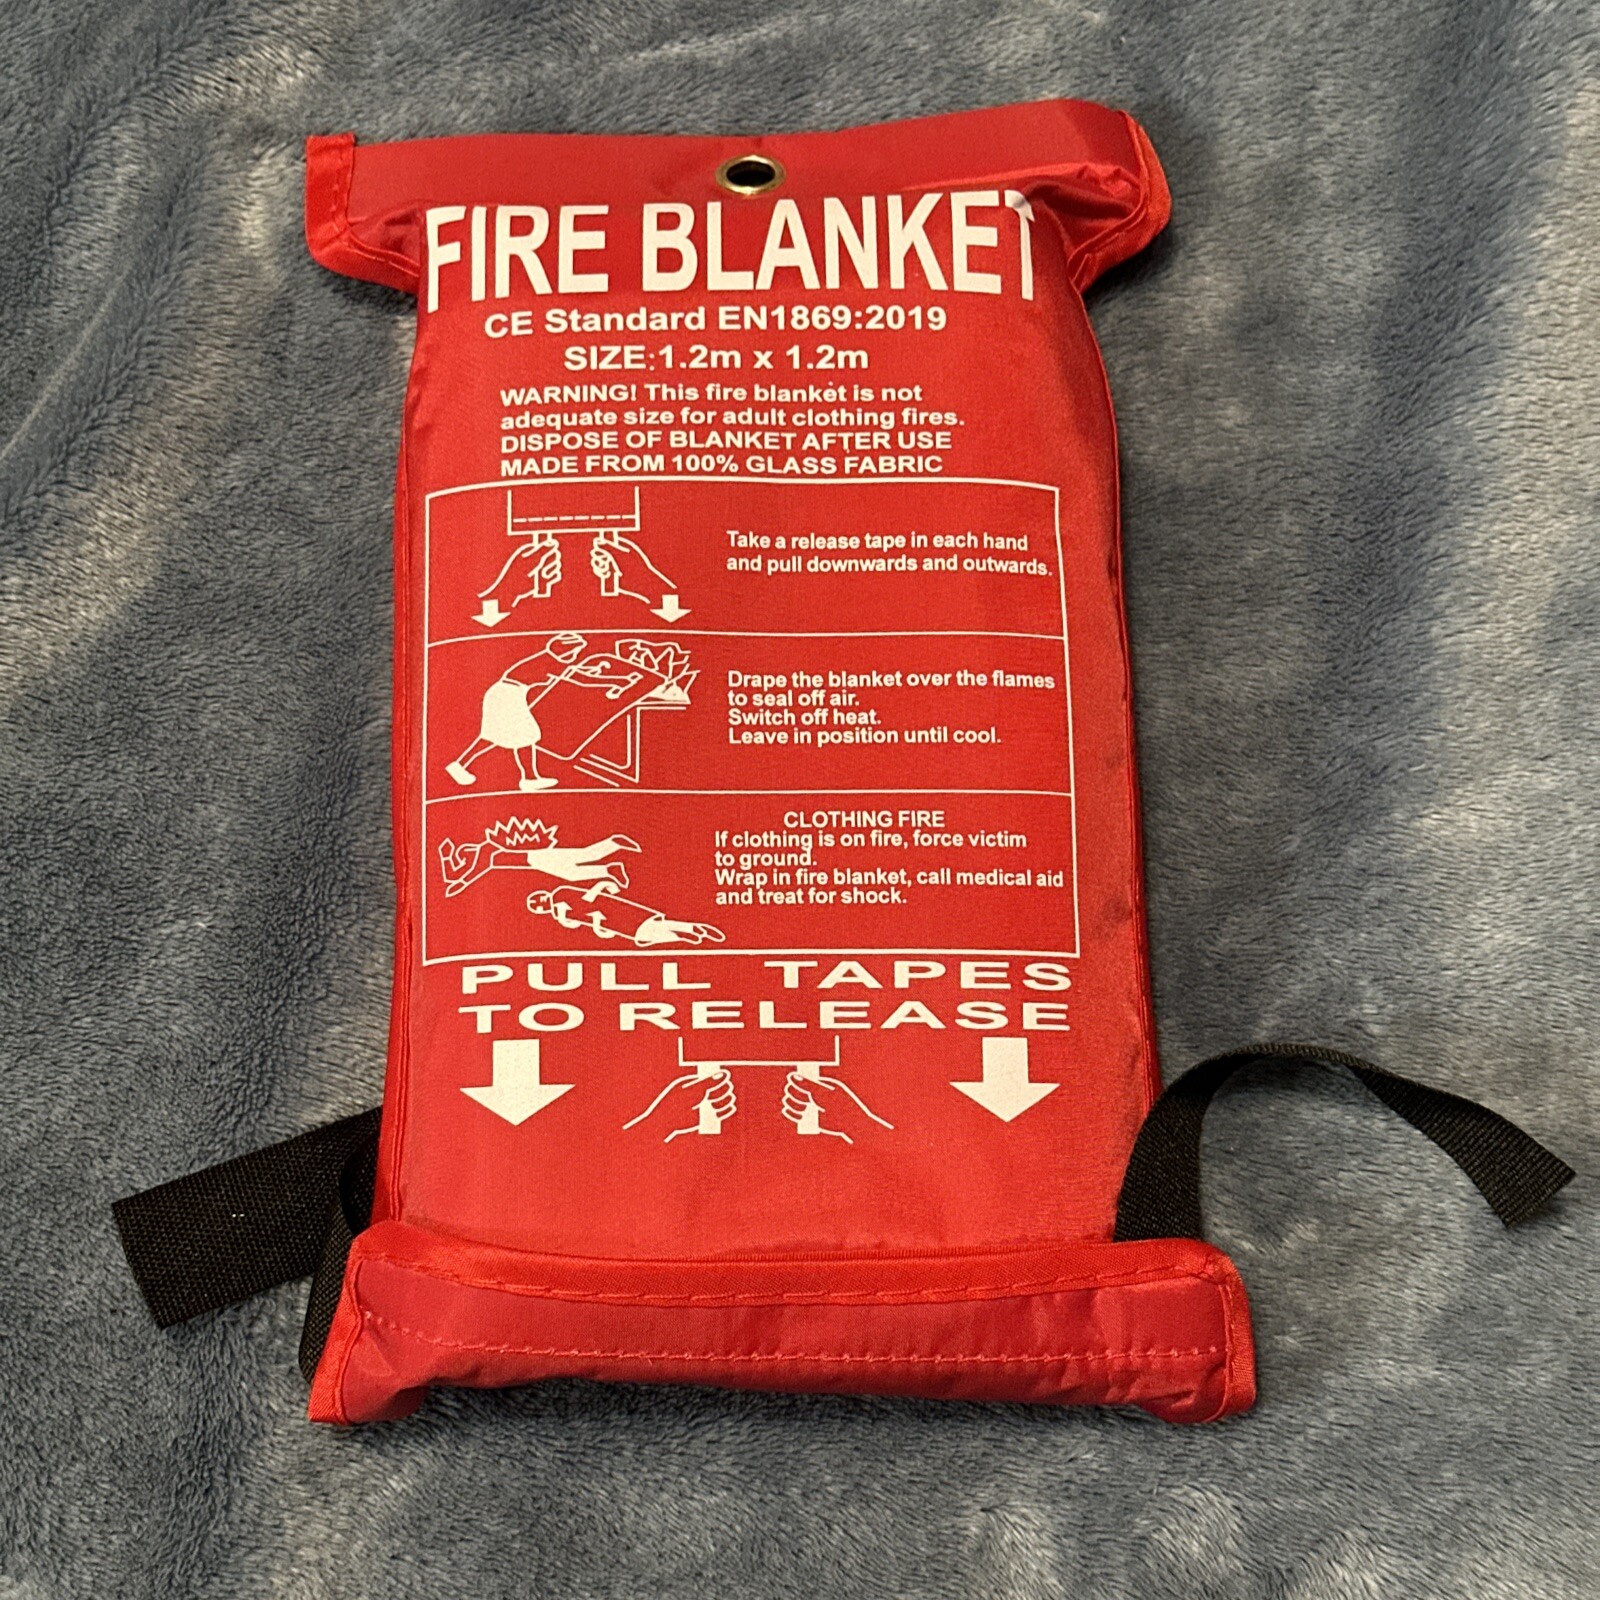 FIRE BLANKET
CE Standard EN1869:2019
SIZE:1.2m x 1.2m
WARNING! This fire blanket is not
adequate size for adult clothing fires.
DISPOSE OF BLANKET AFTER USE
MADE FROM 100% GLASS FABRIC
Take a release tape in each hand
and pull downwards and outwards.
Drape the blanket over the flames
to seal off air.
Switch off heat.
Leave in position until cool.
CLOTHING FIRE
If clothing is on fire, force victim
to ground.
Wrap in fire blanket, call medical aid
and treat for shock.
PULL TAPES
TO RELEASE